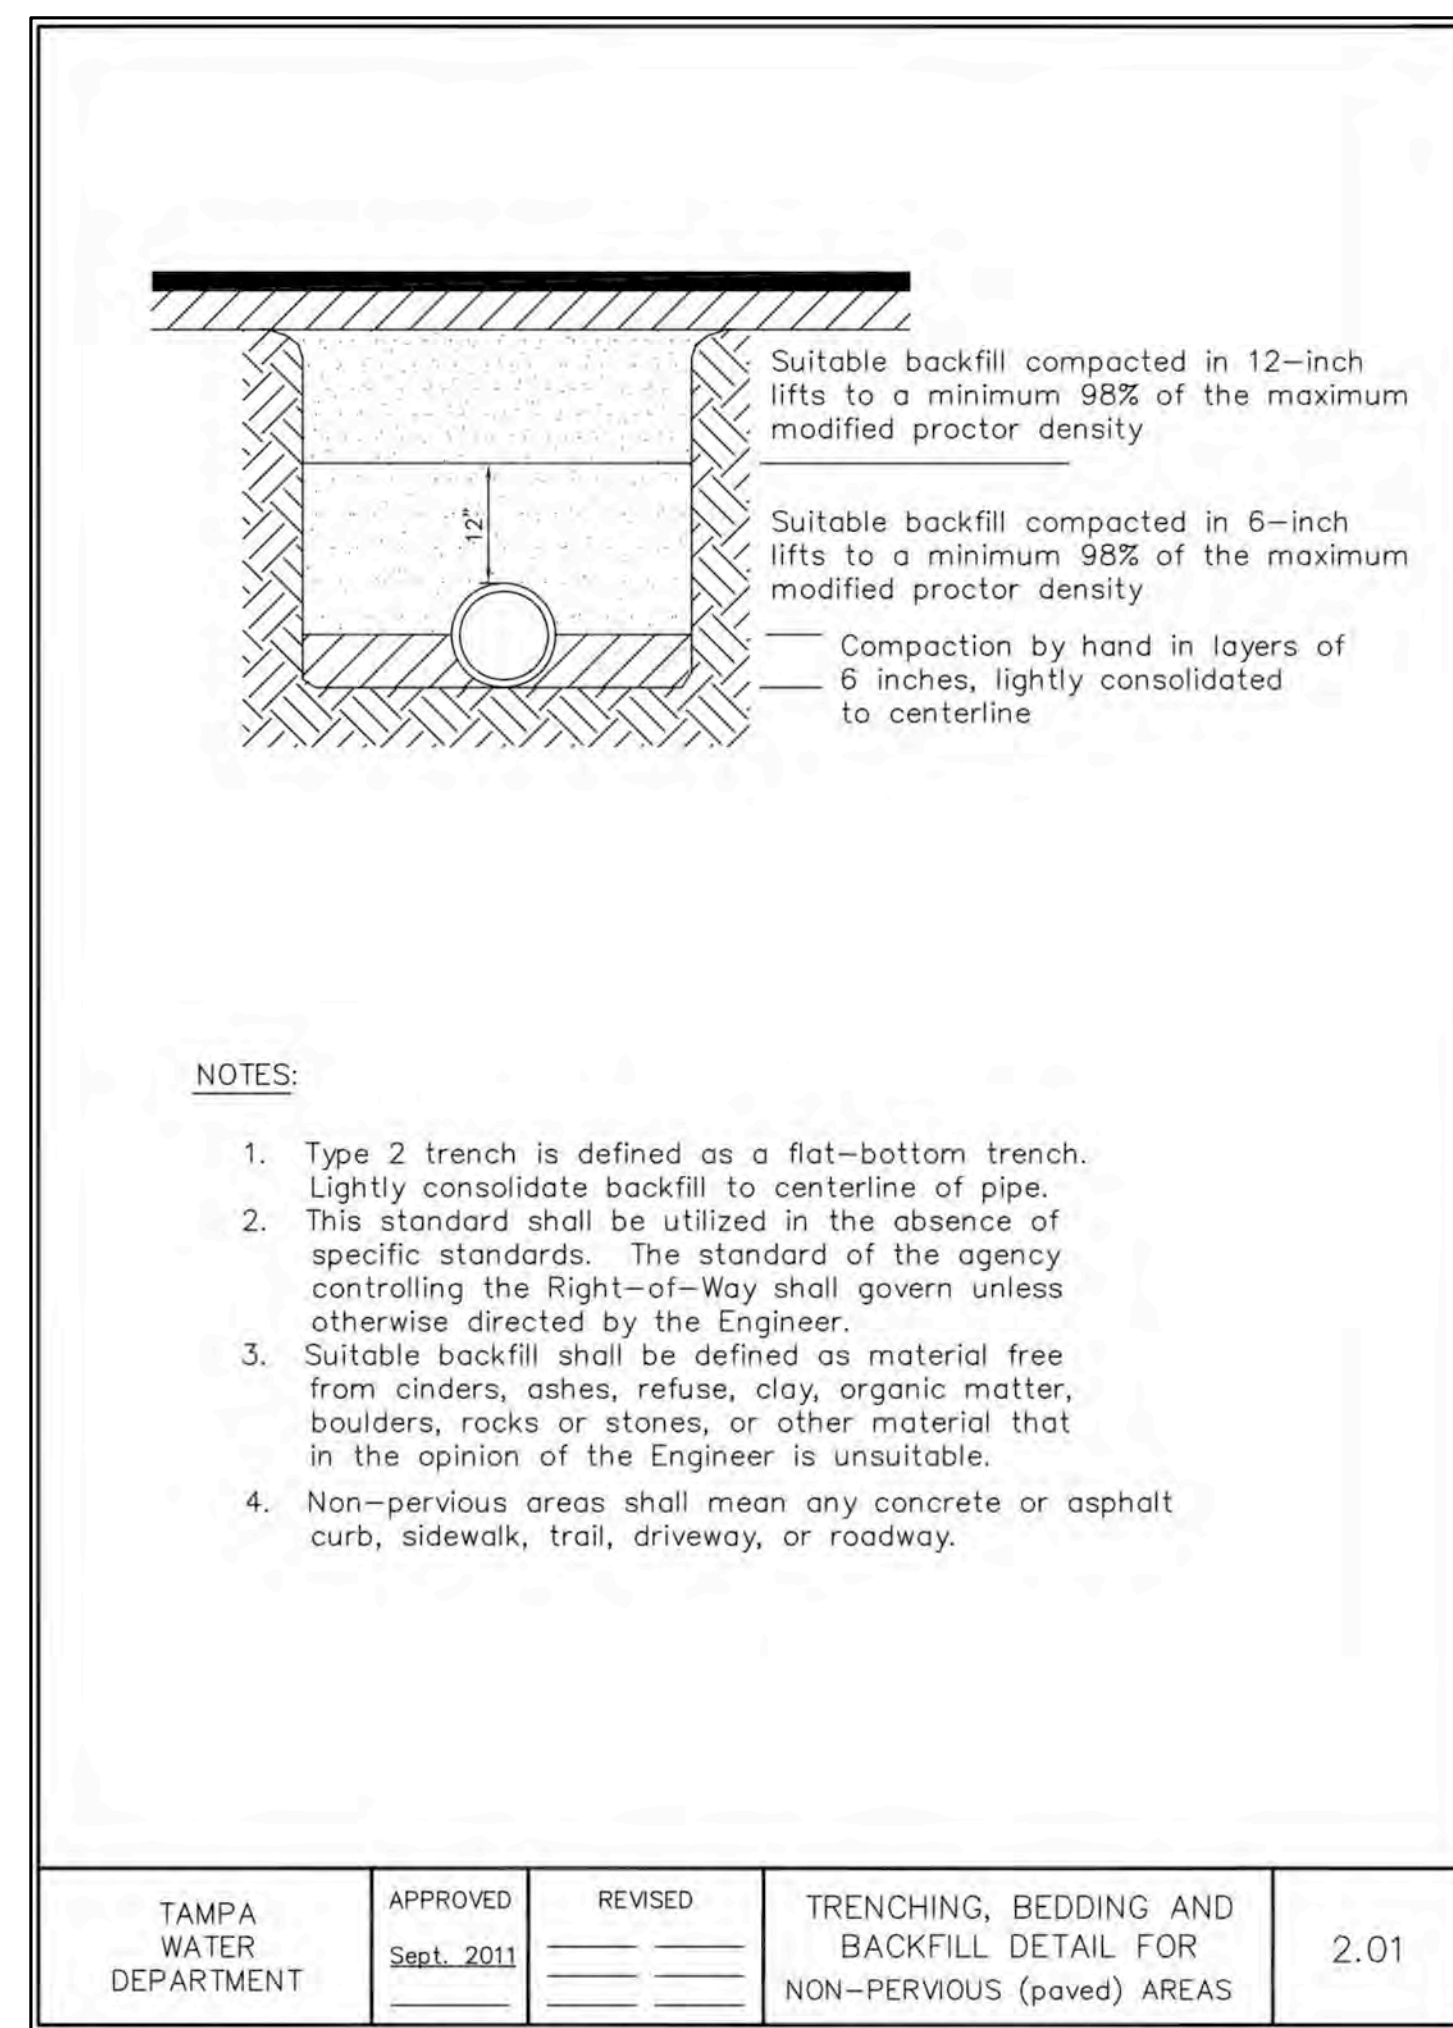 Suitable backfill compacted in 12-inch
lifts to a minimum 98% of the maximum
modified proctor density
12"
Suitable backfill compacted in 6-inch
lifts to a minimum 98% of the maximum
modified proctor density
Compaction by hand in layers of
6 inches, lightly consolidated
to centerline
NOTES:
1. Type 2 trench is defined as a flat-bottom trench.
Lightly consolidate backfill to centerline of pipe.
2. This standard shall be utilized in the absence of
specific standards. The standard of the agency
controlling the Right-of-Way shall govern unless
otherwise directed by the Engineer.
3. Suitable backfill shall be defined as material free
from cinders, ashes, refuse, clay, organic matter,
boulders, rocks or stones, or other material that
in the opinion of the Engineer is unsuitable.
4. Non-pervious areas shall mean any concrete or asphalt
curb, sidewalk, trail, driveway, or roadway.
TAMPA
WATER
DEPARTMENT
APPROVED
Sept. 2011
REVISED
TRENCHING, BEDDING AND
BACKFILL DETAIL FOR
NON-PERVIOUS (paved) AREAS
2.01